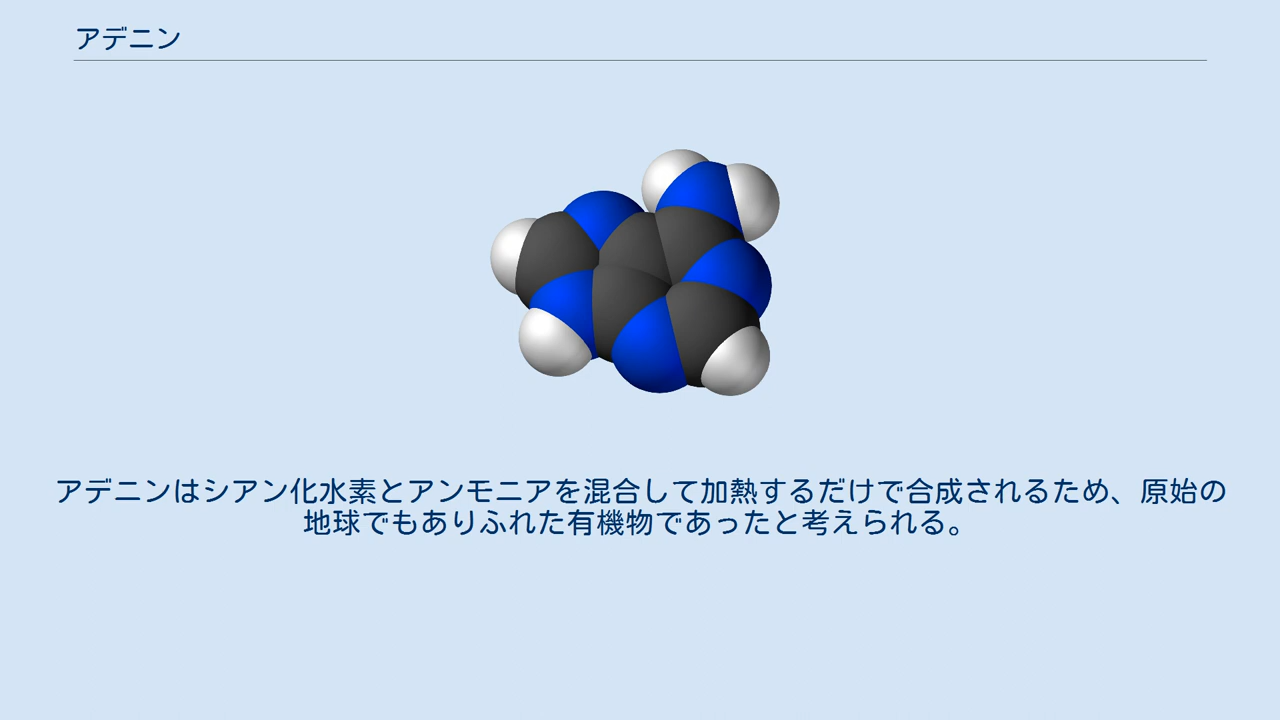 アデニン
アデニンはシアン化水素とアンモニアを混合して加熱するだけで合成されるため、原始の
地球でもありふれた有機物であったと考えられる。